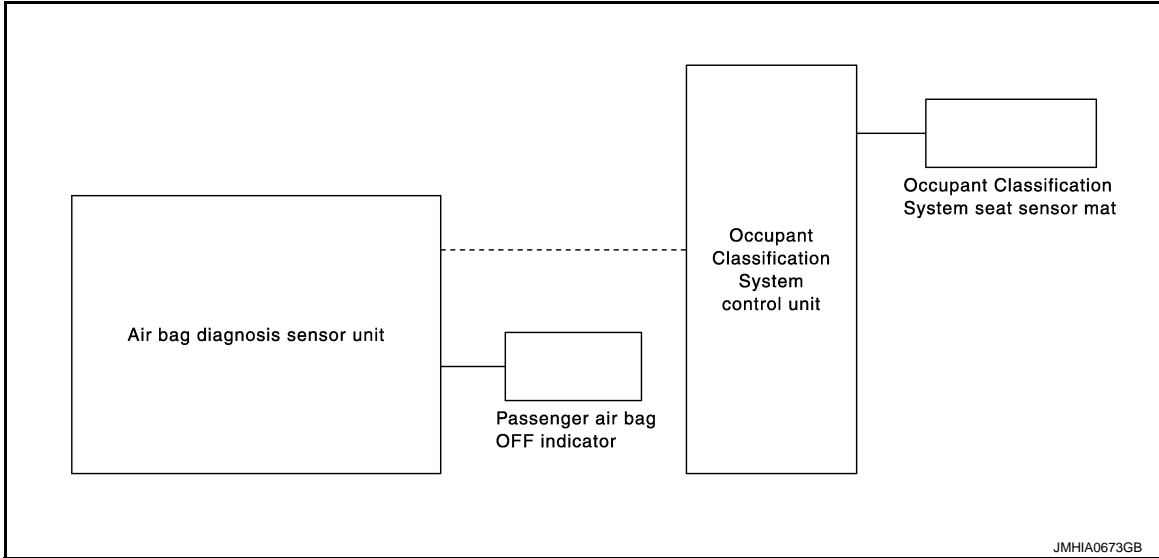 Occupant Classification
System seat sensor mat
Occupant
Classification
System
control unit
Air bag diagnosis sensor unit
Passenger air bag
OFF indicator
JMHIA0673GB